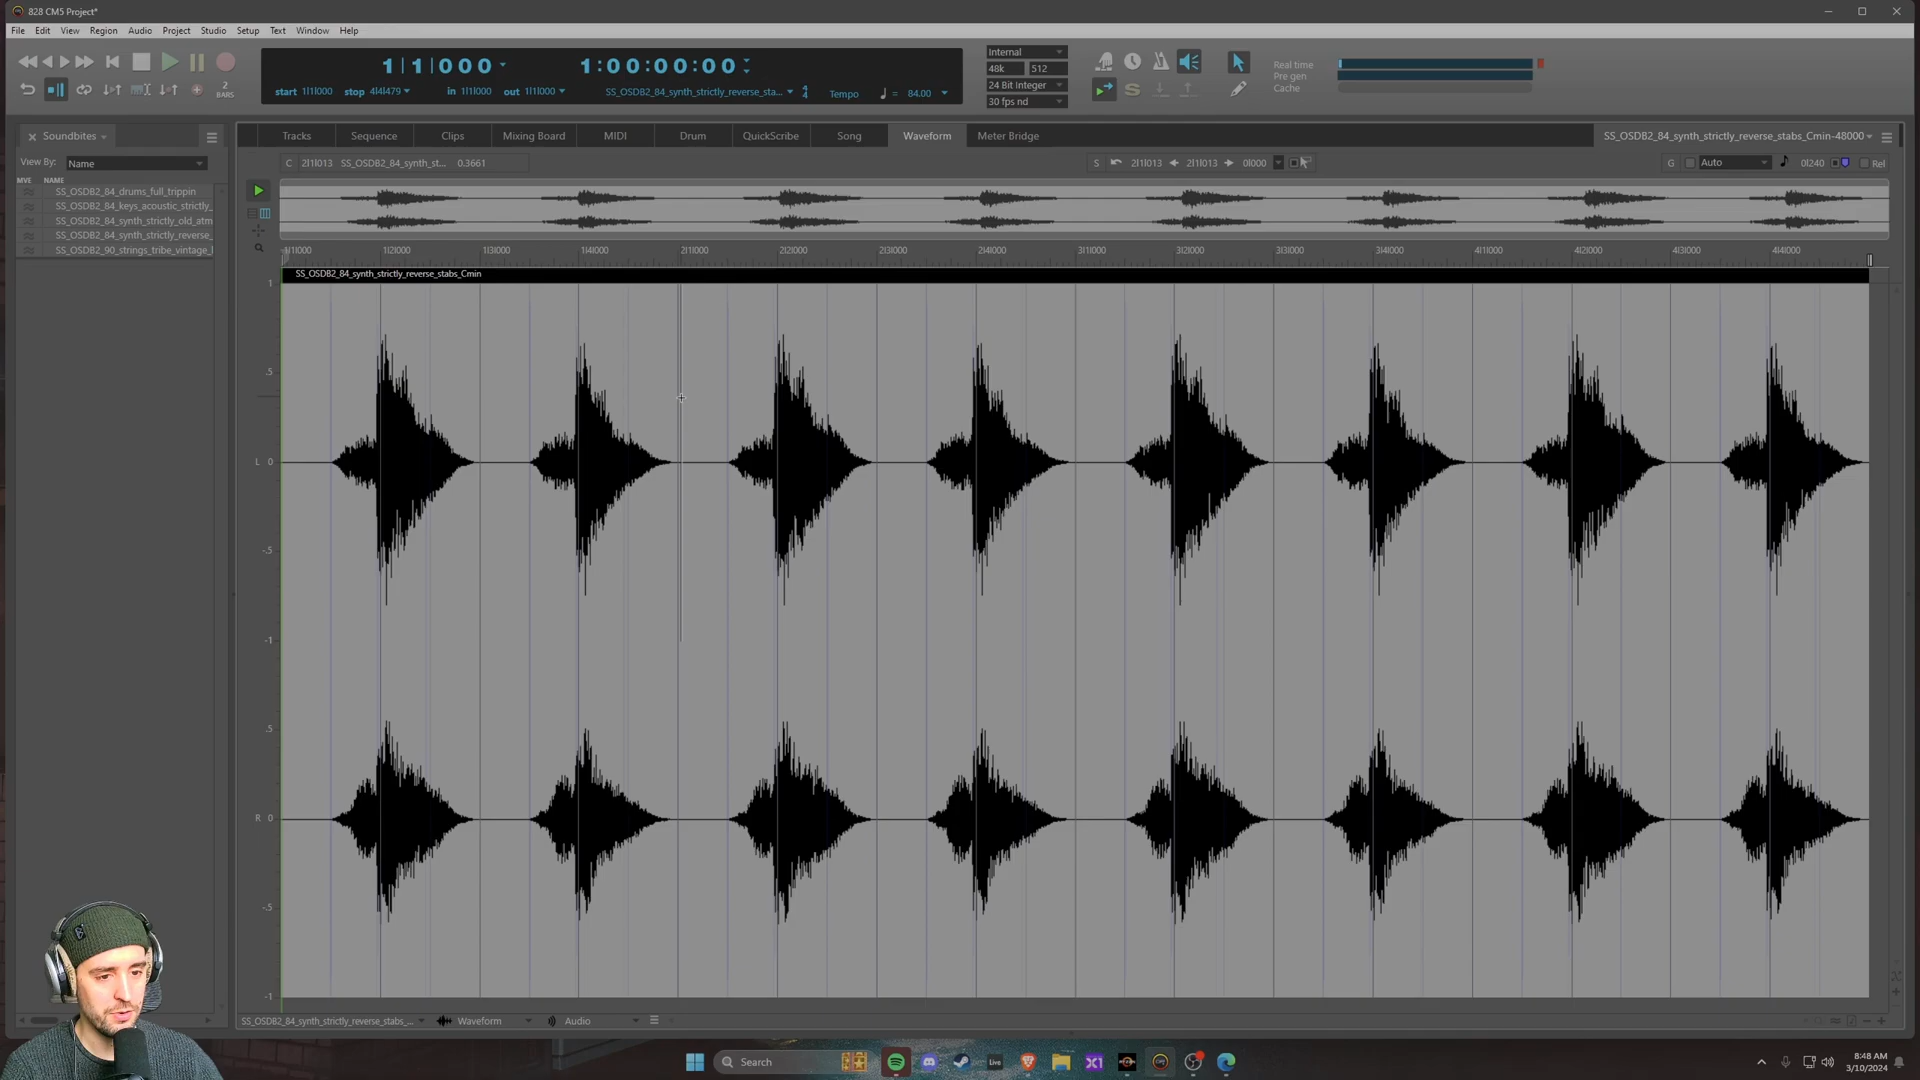 828 CM5 Project*
File Edit View Region Audio Project Studio Setup Text Window Help
2
BARS
1|1|000
start 1|1|000 stop 4|4|479
1:00:00:00
in 1|1|000 out 1|1|000
SS_OSDB2_84_synth_strictly_reverse_sta...
4
4
Tempo = 84.00
Internal
48k 512
24 Bit Integer
30 fps nd
S
Real time
Pre gen
Cache
Soundbites
View By: Name
MVE NAME
SS_OSDB2_84_drums_full_trippin
SS_OSDB2_84_keys_acoustic_strictly_
SS_OSDB2_84_synth_strictly_old_atm
SS_OSDB2_84_synth_strictly_reverse_
SS_OSDB2_90_strings_tribe_vintage_l
Tracks Sequence Clips Mixing Board MIDI Drum QuickScribe Song Waveform Meter Bridge
SS_OSDB2_84_synth_strictly_reverse_stabs_Cmin-48000
C 2|1|013 SS_OSDB2_84_synth_st... 0.3661
S 2|1|013 2|1|013 0|000
G Auto 0|240 Rel
1|1|000 1|2|000 1|3|000 1|4|000 2|1|000 2|2|000 2|3|000 2|4|000 3|1|000 3|2|000 3|3|000 3|4|000 4|1|000 4|2|000 4|3|000 4|4|000
SS_OSDB2_84_synth_strictly_reverse_stabs_Cmin
1
.5
L 0
-.5
-1
.5
R 0
-.5
-1
SS_OSDB2_84_synth_strictly_reverse_stabs_... Waveform Audio
Search
Live
X1
8:48 AM
3/10/2024